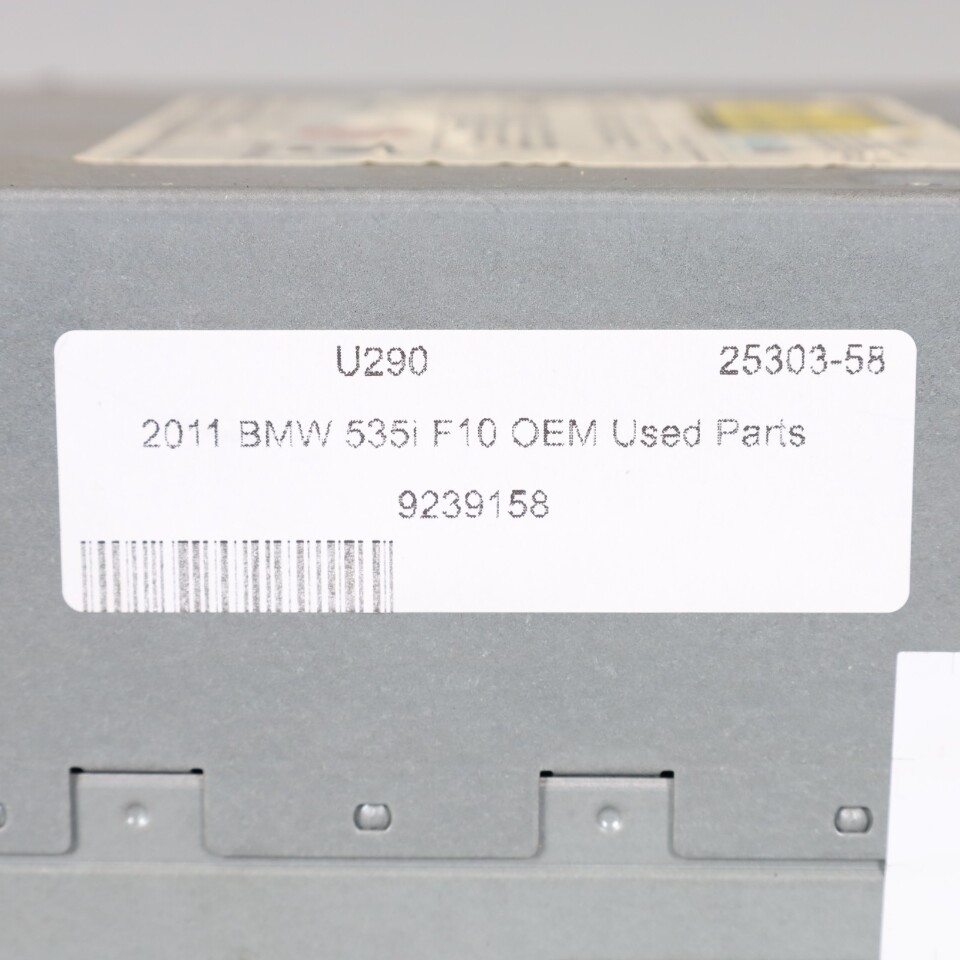 U290 25303-58
2011 BMW 535i F10 OEM Used Parts
9239158